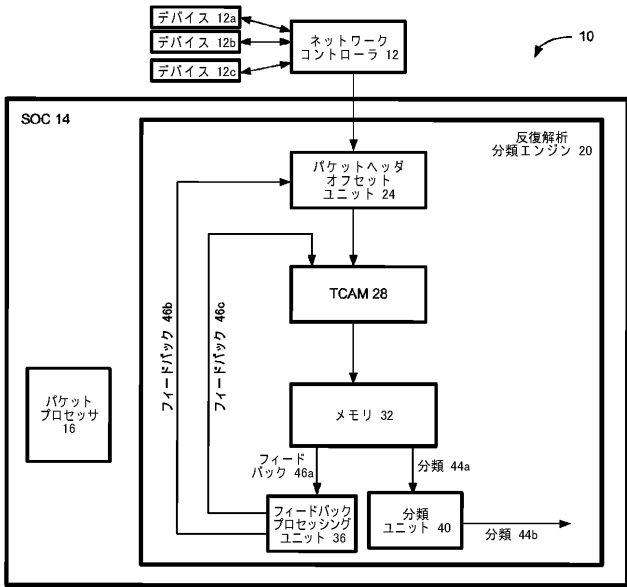 デバイス 12a
デバイス 12b
デバイス 12c
ネットワーク
コントローラ 12
10
SOC 14
反復解析
分類エンジン 20
パケットヘッダ
オフセット
ユニット 24
TCAM 28
フィードバック 46b
フィードバック 46c
パケット
プロセッサ
16
メモリ 32
フィード
バック 46a
分類 44a
フィードバック
プロセッシング
ユニット 36
分類
ユニット 40
分類 44b